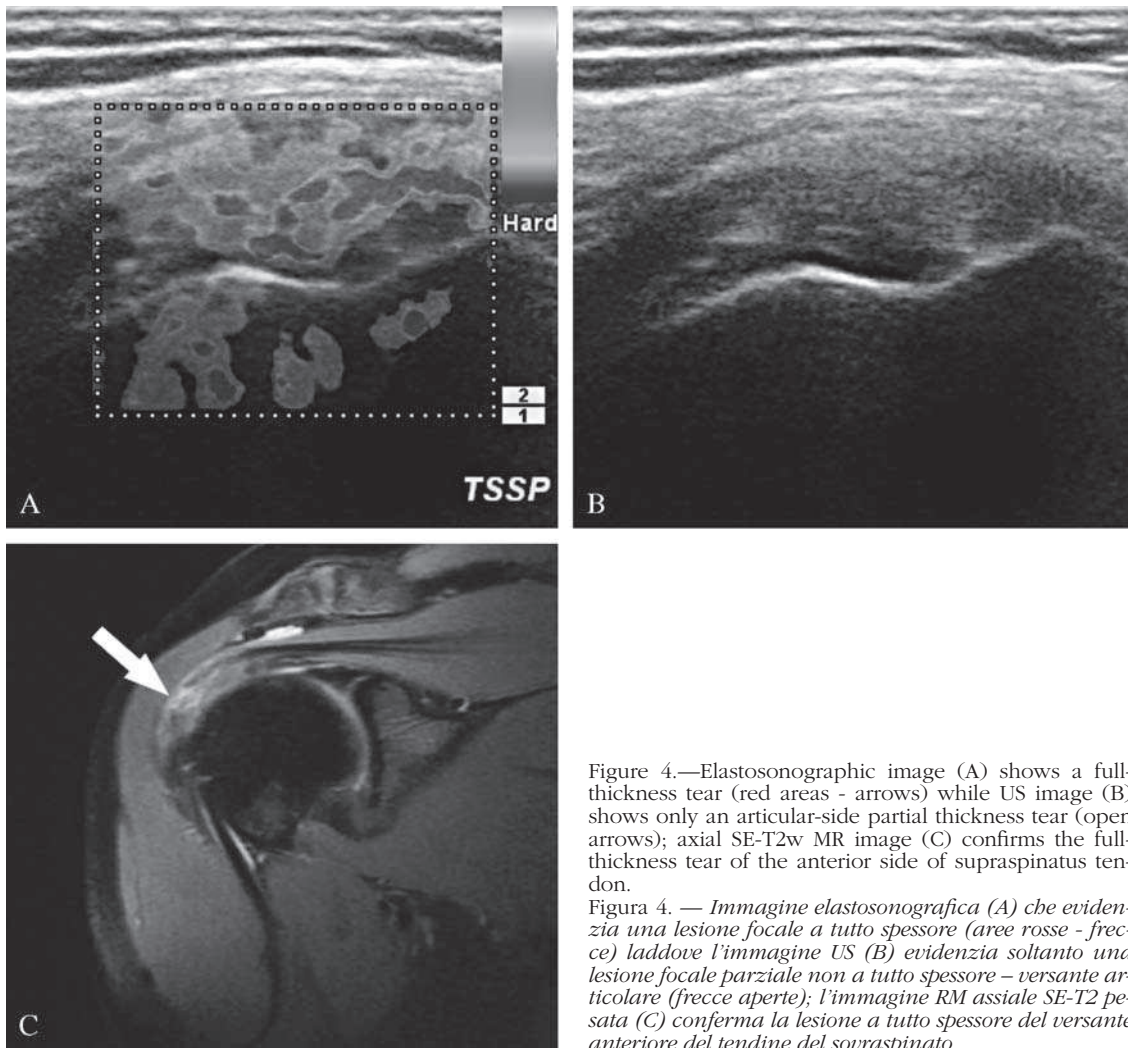 Hard
2
1
TSSP
A
B
C
Figure 4.—Elastosonographic image (A) shows a full-
thickness tear (red areas - arrows) while US image (B)
shows only an articular-side partial thickness tear (open
arrows); axial SE-T2w MR image (C) confirms the full-
thickness tear of the anterior side of supraspinatus ten-
don.
Figura 4. — Immagine elastosonografica (A) che eviden-
zia una lesione focale a tutto spessore (aree rosse - frec-
ce) laddove l'immagine US (B) evidenzia soltanto una
lesione focale parziale non a tutto spessore – versante ar-
ticolare (frecce aperte); l'immagine RM assiale SE-T2 pe-
sata (C) conferma la lesione a tutto spessore del versante
anteriore del tendine del sovraspinato